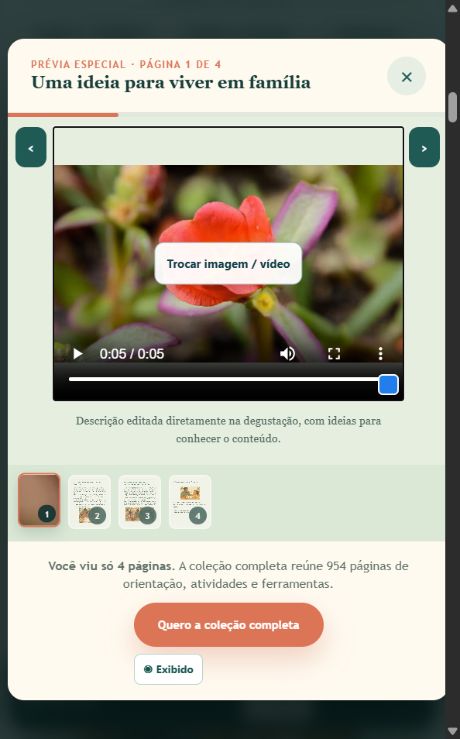 PRÉVIA ESPECIAL · PÁGINA 1 DE 4
Uma ideia para viver em família
×
<
>
Trocar imagem / vídeo
0:05 / 0:05
Descrição editada diretamente na degustação, com ideias para
conhecer o conteúdo.
1
2
3
4
Você viu só 4 páginas. A coleção completa reúne 954 páginas de
orientação, atividades e ferramentas.
Quero a coleção completa
◉ Exibido